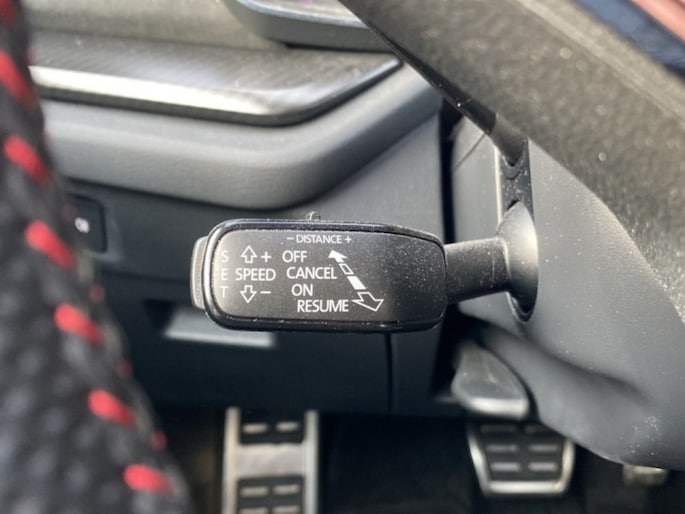 − DISTANCE +
S + OFF
E SPEED CANCEL
T − ON
RESUME